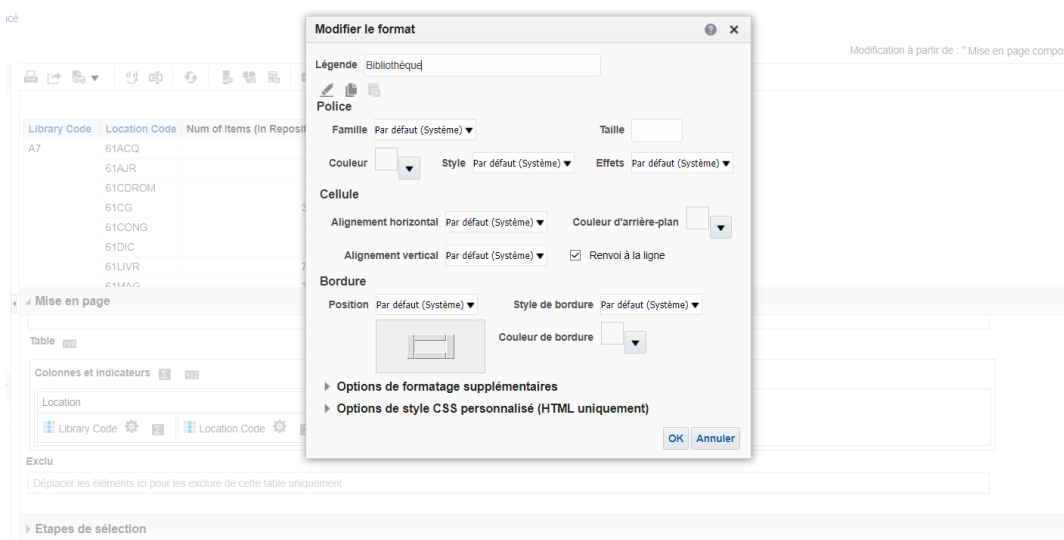 ncé
Modifier le format
Modification à partir de : " Mise en page compo
Légende Bibliothèque
Police
Famille Par défaut (Système) Taille
Couleur Style Par défaut (Système) Effets Par défaut (Système)
Cellule
Alignement horizontal Par défaut (Système) Couleur d'arrière-plan
Alignement vertical Par défaut (Système) Renvoi à la ligne
Bordure
Position Par défaut (Système) Style de bordure Par défaut (Système)
Couleur de bordure
Options de formatage supplémentaires
Options de style CSS personnalisé (HTML uniquement)
OK Annuler
Library Code Location Code Num of Items (In Reposit
A7 61ACQ
61AJR
61CDROM
61CG 3
61CONG
61DIC
61LIVR 7
61MAG
Mise en page
Table xyz
Colonnes et indicateurs Σ xyz
Location
Library Code Σ Location Code
Exclu
Déplacer les éléments ici pour les exclure de cette table uniquement
Etapes de sélection